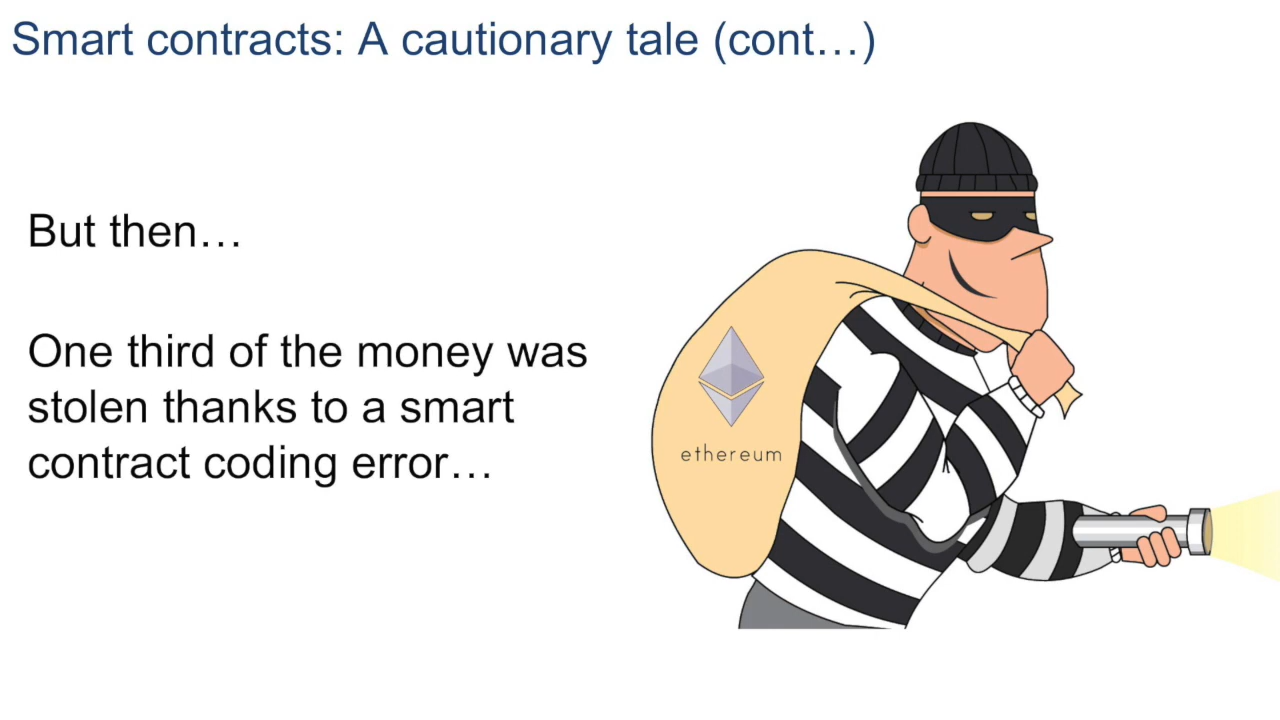 Smart contracts: A cautionary tale (cont…)
But then…
One third of the money was
stolen thanks to a smart
contract coding error…
ethereum